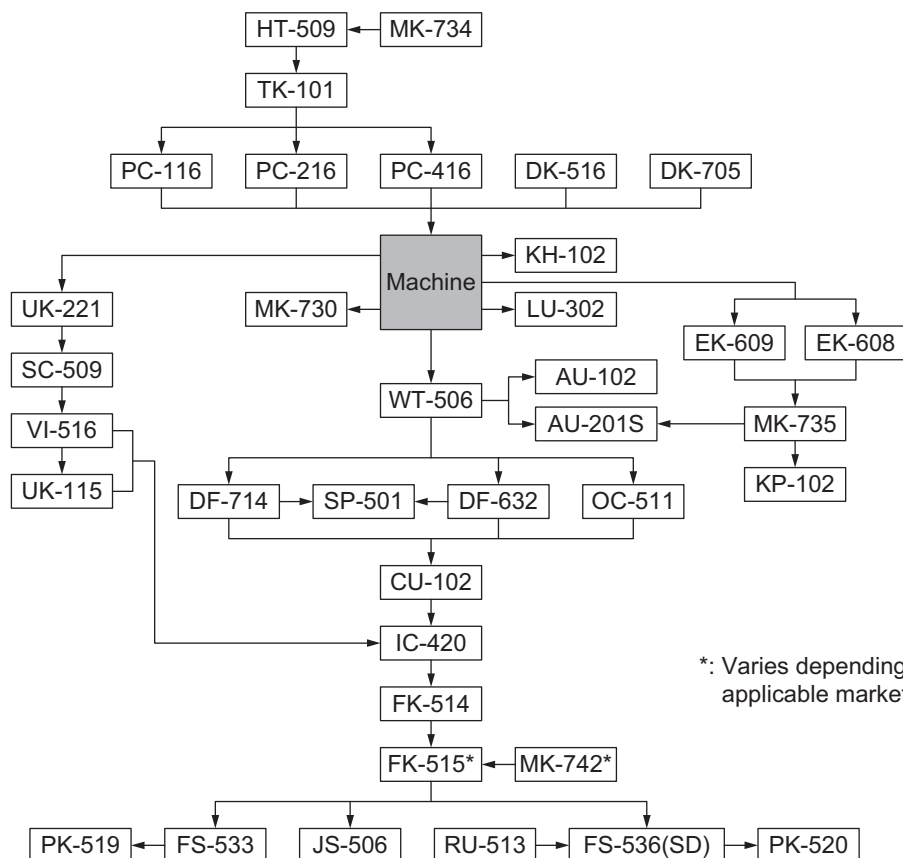 HT-509 MK-734
TK-101
PC-116 PC-216 PC-416 DK-516 DK-705
Machine
KH-102
UK-221 MK-730 LU-302
EK-609 EK-608
SC-509
AU-102
WT-506
VI-516 AU-201S MK-735
UK-115 DF-714 SP-501 DF-632 OC-511 KP-102
CU-102
IC-420
*: Varies depending
applicable market
FK-514
FK-515* MK-742*
PK-519 FS-533 JS-506 RU-513 FS-536(SD) PK-520